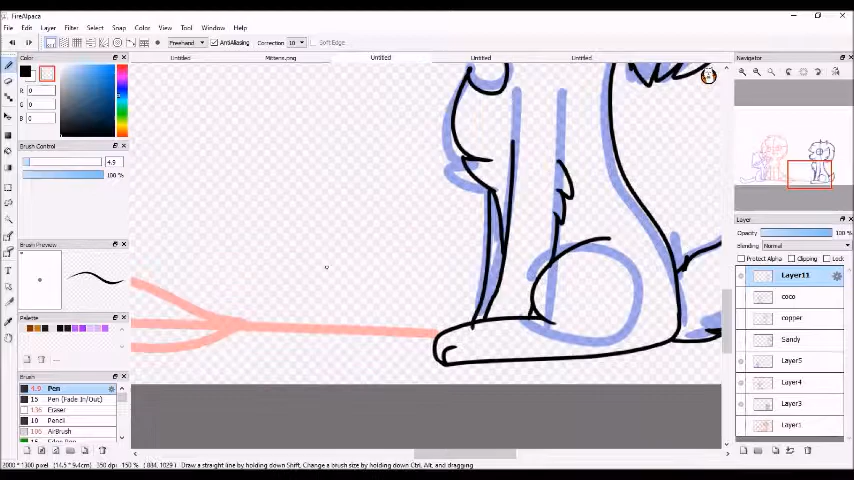 FireAlpaca
File Edit Layer Filter Select Snap Color View Tool Window Help
Freehand AntiAliasing Correction 10 Soft Edge
Untitled Mittens.png Untitled Untitled Untitled
Color
R 0
G 0
B 0
Brush Control
4.9
100 %
Brush Preview
Palette
---
Brush
4.9 Pen
15 Pen (Fade In/Out)
136 Eraser
10 Pencil
100 AirBrush
15 Edge Pen
Navigator
Layer
Opacity 100 %
Blending Normal
Protect Alpha Clipping Lock
Layer11
coco
copper
Sandy
Layer5
Layer4
Layer3
Layer1
2000 * 1300 pixel (14.5 * 9.4cm) 350 dpi 150 % ( 884, 1029 ) Draw a straight line by holding down Shift, Change a brush size by holding down Ctrl, Alt, and dragging